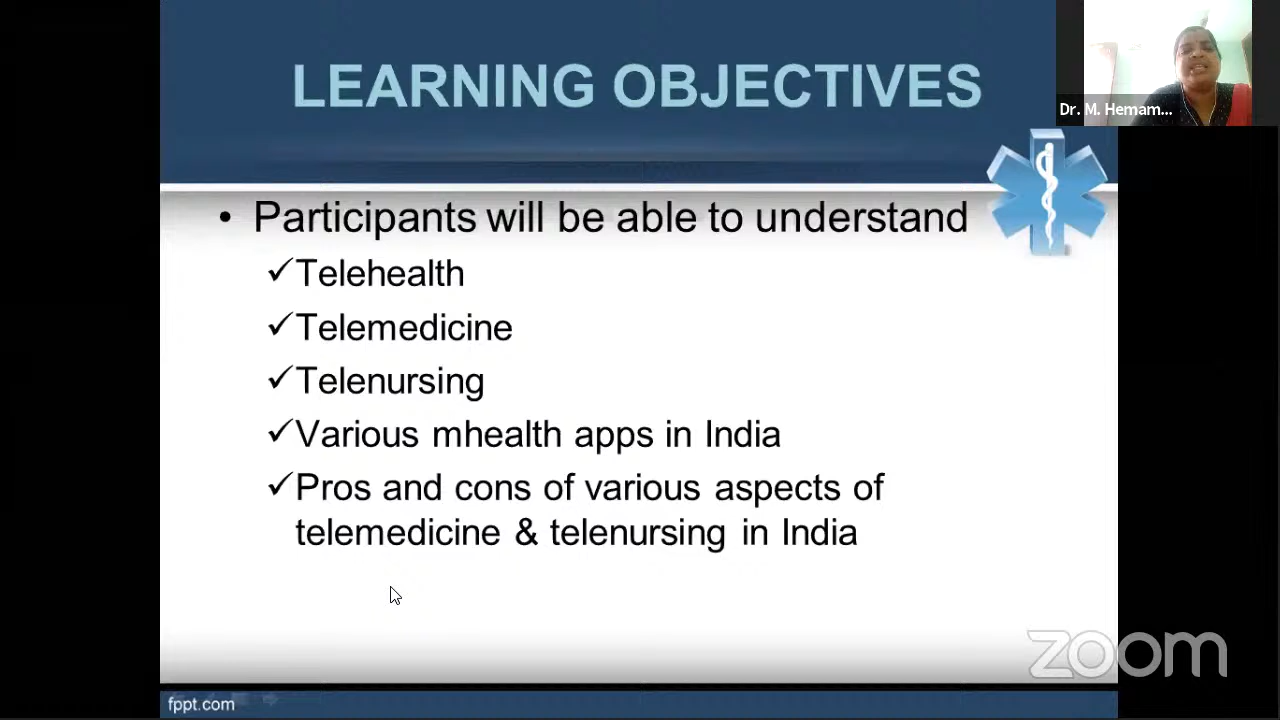 LEARNING OBJECTIVES
Dr. M. Hemam...
• Participants will be able to understand
✓Telehealth
✓Telemedicine
✓Telenursing
✓Various mhealth apps in India
✓Pros and cons of various aspects of
telemedicine & telenursing in India
zoom
fppt.com